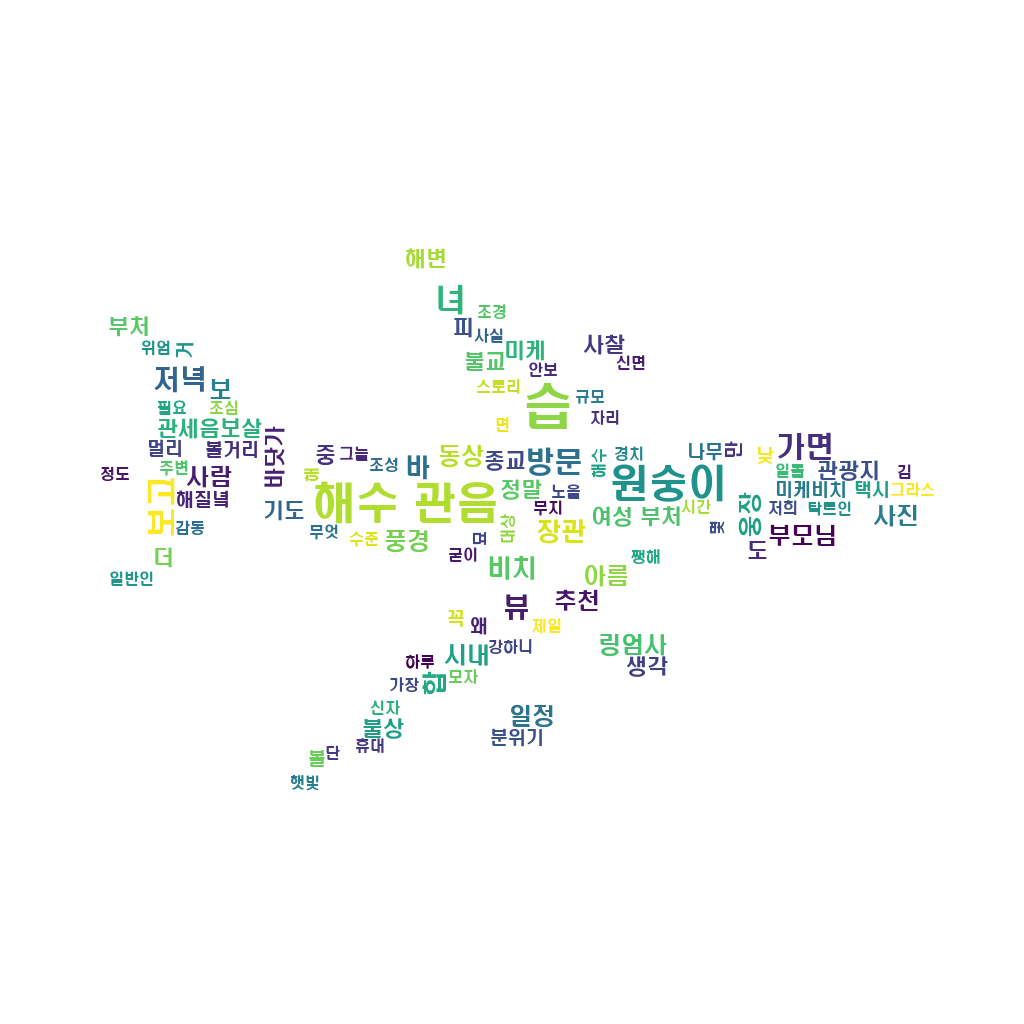 해변
녀
조경
부처
피
사실
위엄
거
불교
미케
사찰
신면
안보
저녁
보
스토리
습
규모
필요
조심
자리
관세음보살
면
멀리
볼거리
바닷가
중
그늘
동상
종교
방문
경치
나무
민
낮
가면
주변
정도
사람
조성
바
원숭이
일몰
관광지
김
해질녘
해수 관음
정말
노을
미케비치
택시
그라스
보고
감동
기도
무엇
수준
풍경
며
대상
무지
장관
여성 부처
시간
몇
웅장
저희
탁트인
사진
더
굳이
비치
쨍해
도
부모님
일반인
아름
뷰
추천
꼭
왜
제일
시내
강하니
링엄사
생각
하루
가장
합
모자
신자
불상
일정
분위기
볼
단
휴대
햇빛